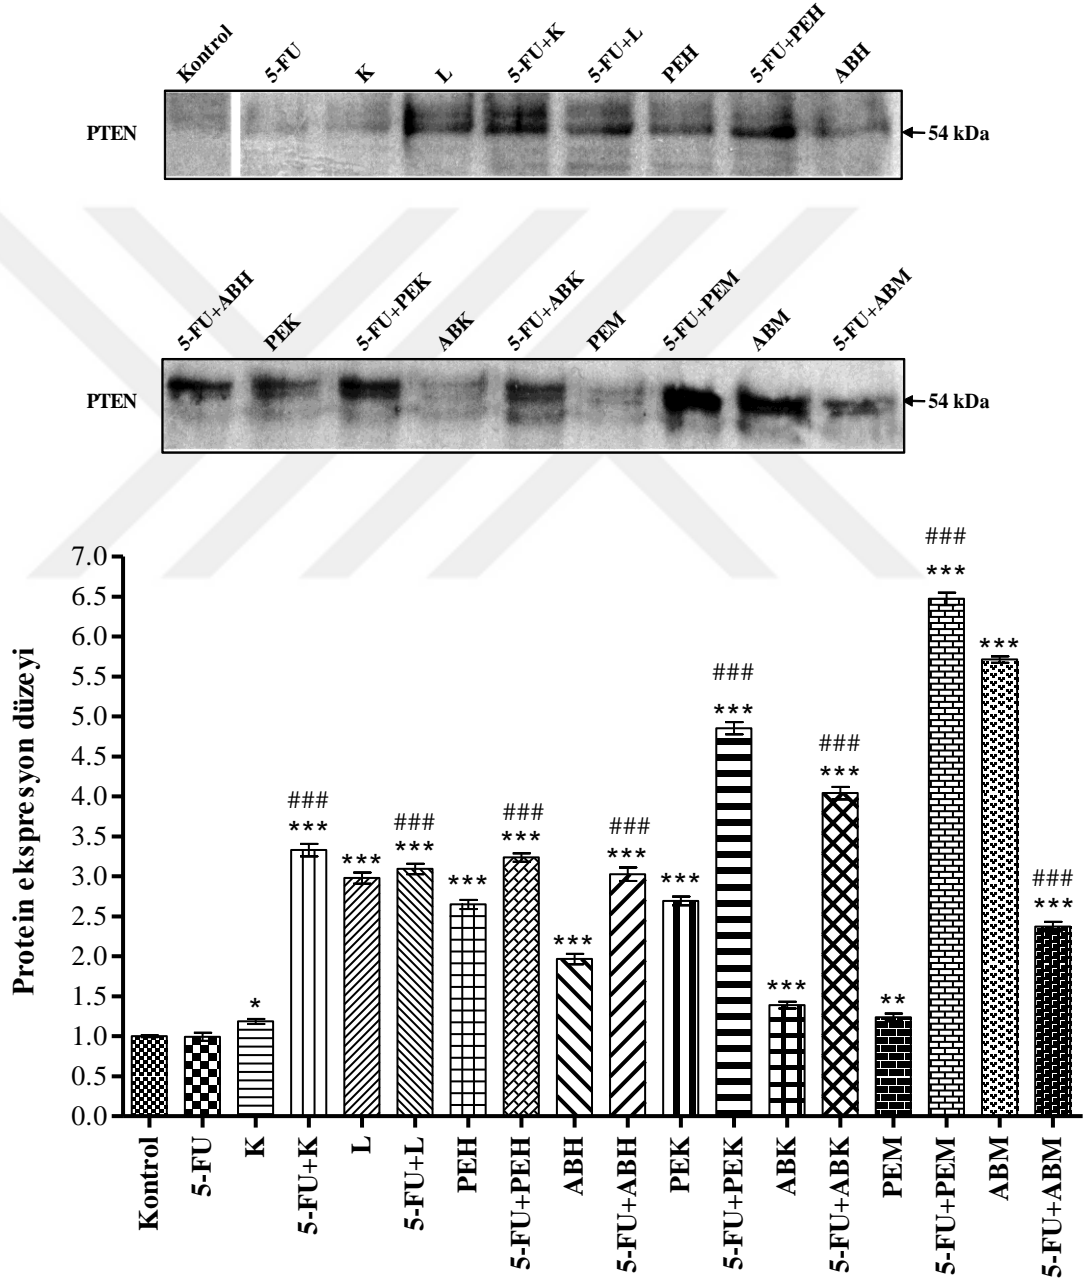 Kontrol 5-FU K L 5-FU+K 5-FU+L PEH 5-FU+PEH ABH
PTEN 54 kDa
5-FU+ABH PEK 5-FU+PEK ABK 5-FU+ABK PEM 5-FU+PEM ABM 5-FU+ABM
PTEN 54 kDa
Protein ekspresyon düzeyi
7.0
6.5
6.0
5.5
5.0
4.5
4.0
3.5
3.0
2.5
2.0
1.5
1.0
0.5
0.0
*
###
***
***
###
***
***
###
***
***
###
***
***
###
***
***
###
***
**
###
***
***
###
***
Kontrol
5-FU
K
5-FU+K
L
5-FU+L
PEH
5-FU+PEH
ABH
5-FU+ABH
PEK
5-FU+PEK
ABK
5-FU+ABK
PEM
5-FU+PEM
ABM
5-FU+ABM